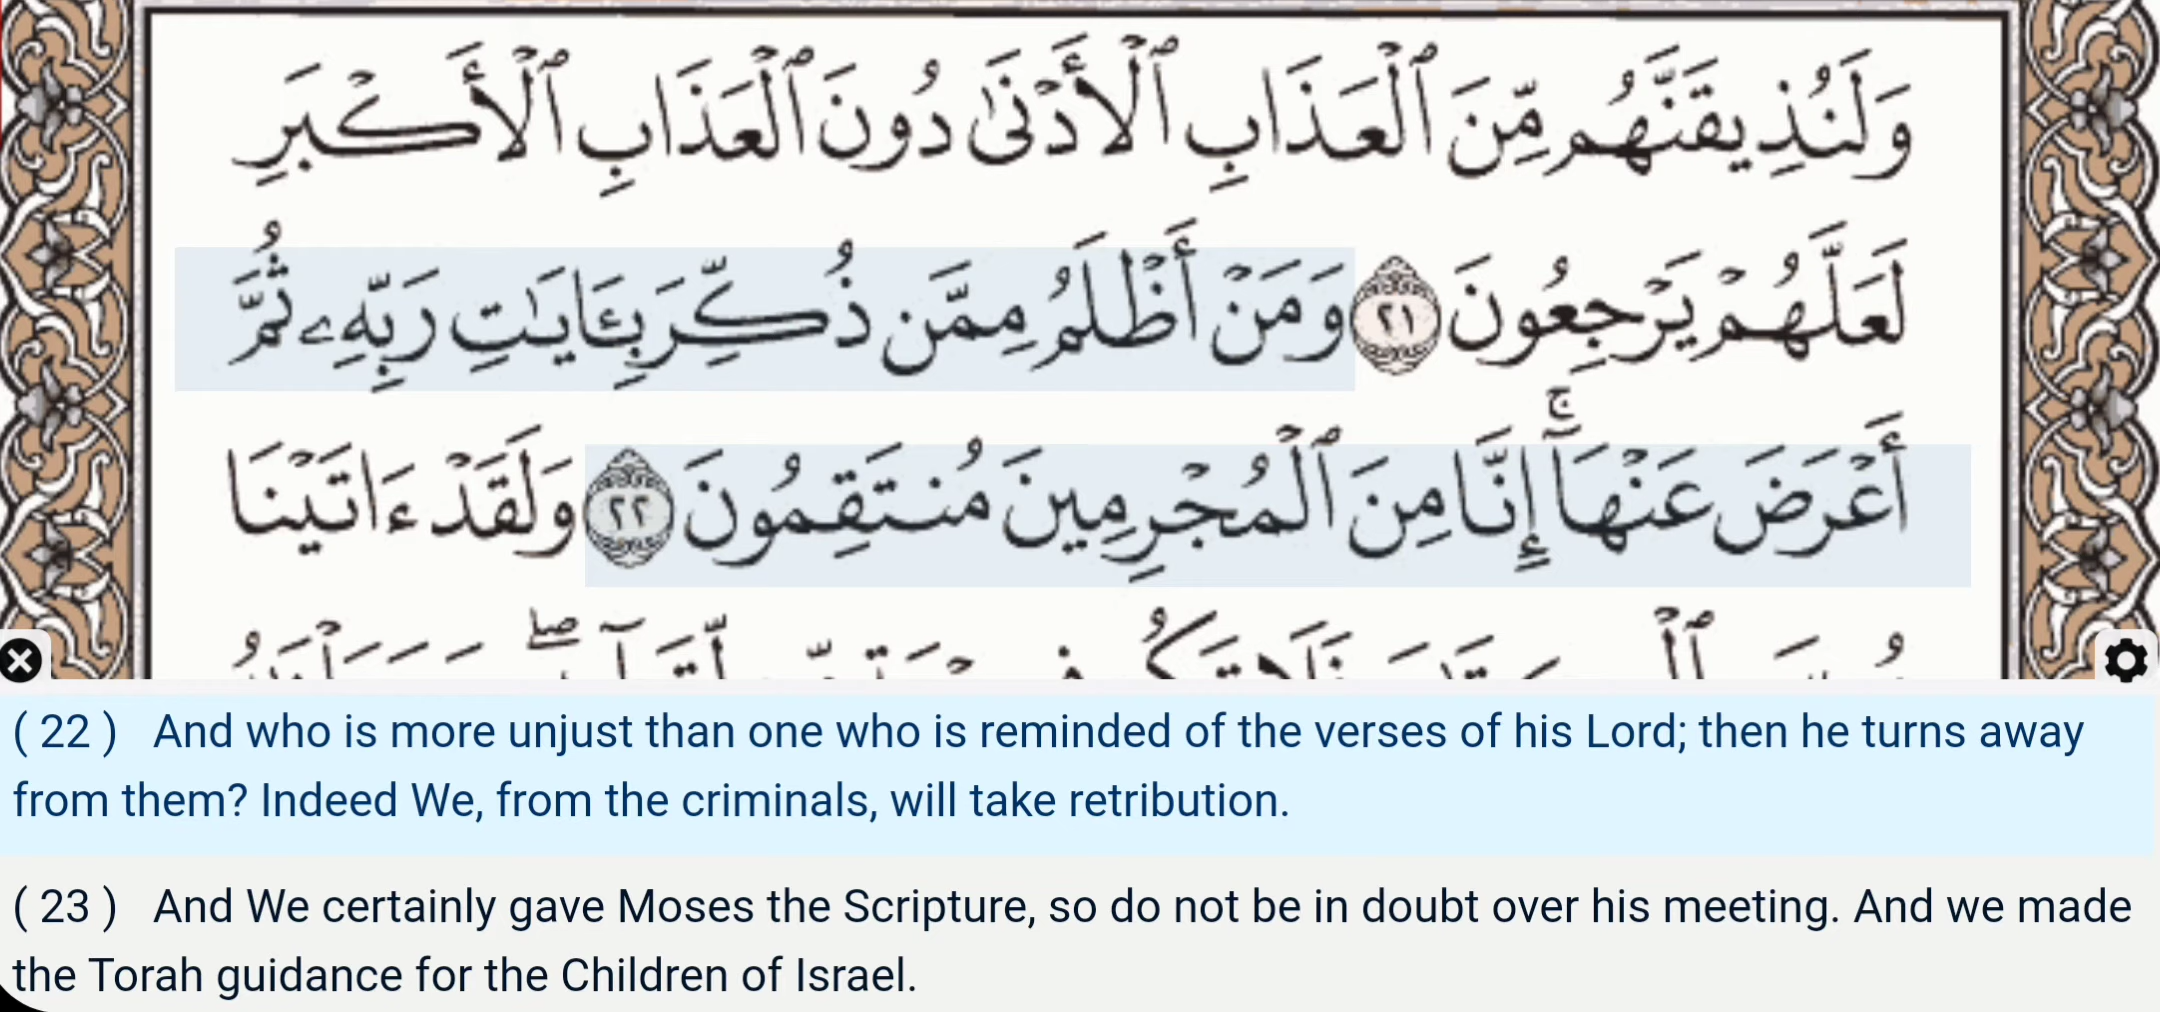 وَلَنُذِيقَنَّهُم مِّنَ ٱلْعَذَابِ ٱلْأَدْنَىٰ دُونَ ٱلْعَذَابِ ٱلْأَكْبَرِ
لَعَلَّهُمْ يَرْجِعُونَ ٢١ وَمَنْ أَظْلَمُ مِمَّن ذُكِّرَ بِـَٔايَـٰتِ رَبِّهِۦ ثُمَّ
أَعْرَضَ عَنْهَآ ۚ إِنَّا مِنَ ٱلْمُجْرِمِينَ مُنتَقِمُونَ ٢٢ وَلَقَدْ ءَاتَيْنَا
( 22 ) And who is more unjust than one who is reminded of the verses of his Lord; then he turns away
from them? Indeed We, from the criminals, will take retribution.
( 23 ) And We certainly gave Moses the Scripture, so do not be in doubt over his meeting. And we made
the Torah guidance for the Children of Israel.